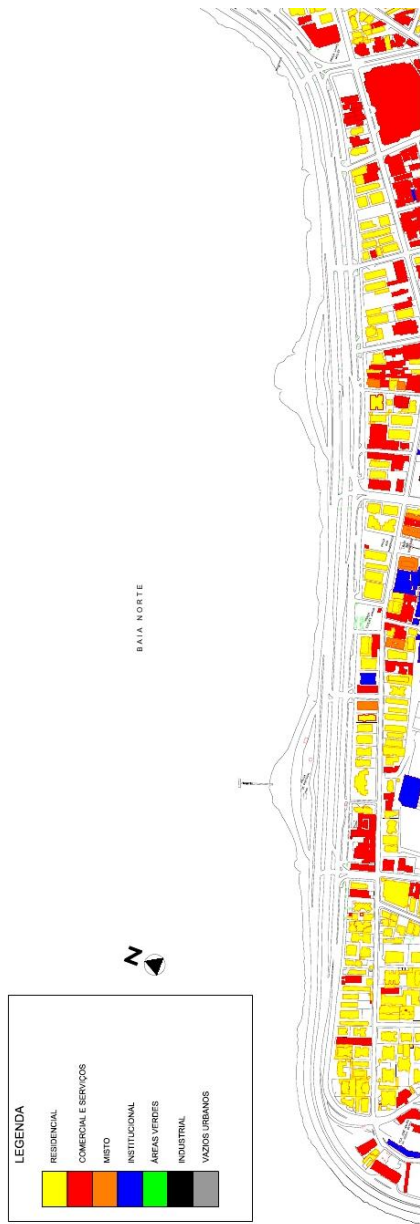 BAIA NORTE
N
LEGENDA
RESIDENCIAL
COMERCIAL E SERVIÇOS
MISTO
INSTITUCIONAL
ÁREAS VERDES
INDUSTRIAL
VAZIOS URBANOS